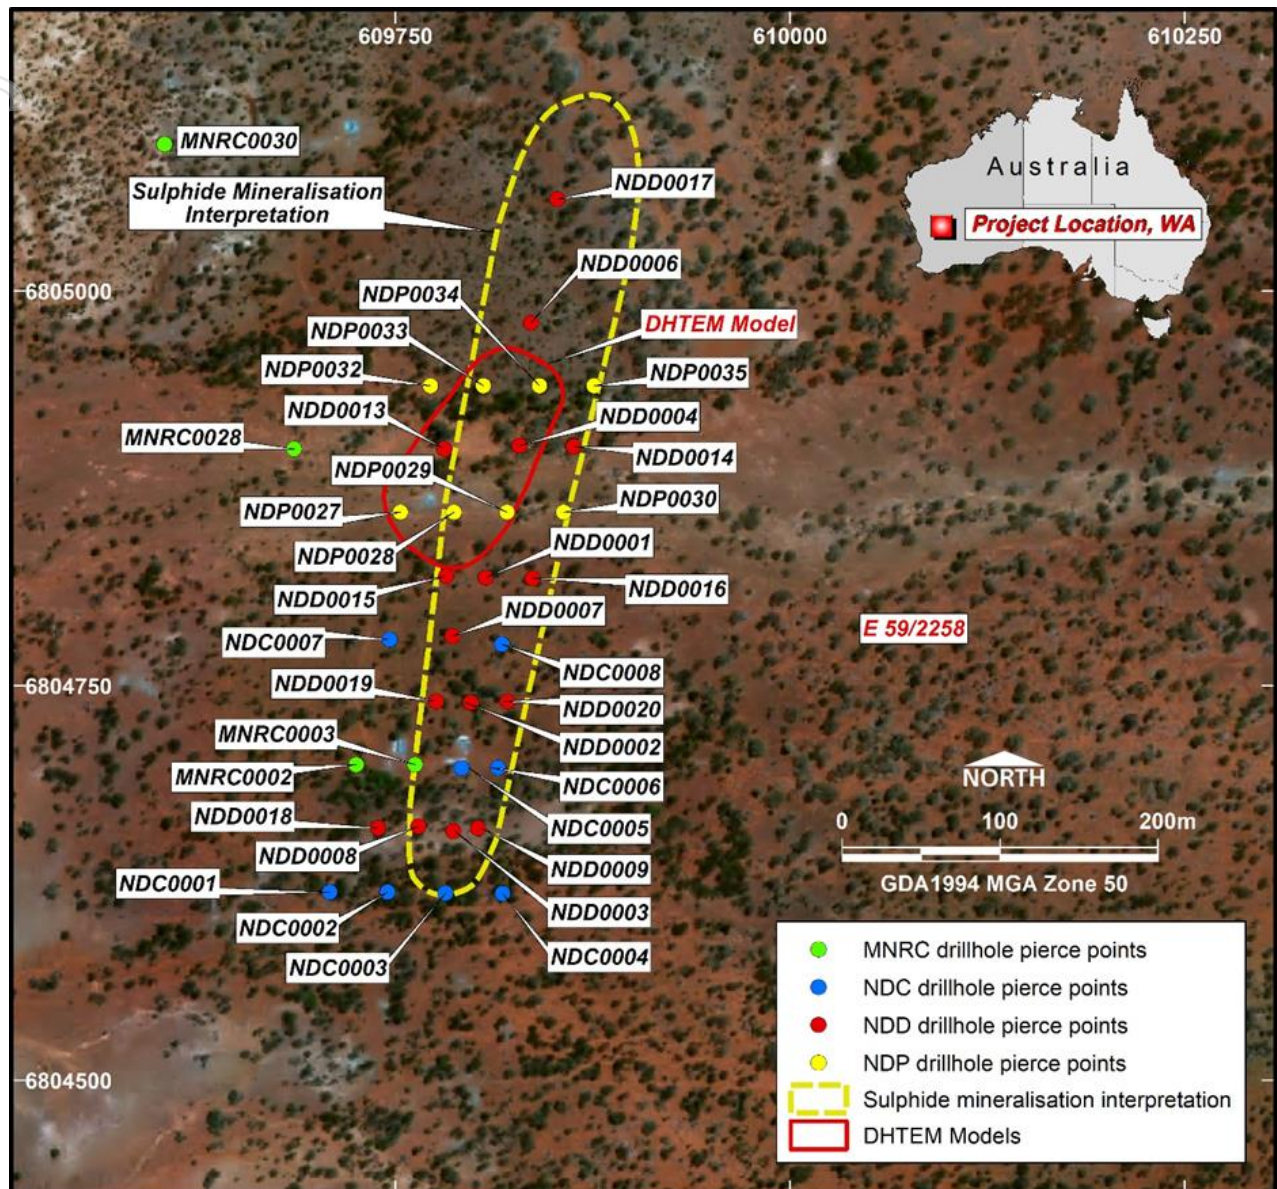 609750
610000
610250
MNRC0030
Sulphide Mineralisation
Interpretation
NDD0017
Australia
Project Location, WA
NDD0006
6805000
NDP0034
NDP0033
DHTEM Model
NDP0032
NDP0035
NDD0013
NDD0004
MNRC0028
NDD0014
NDP0029
NDP0027
NDP0030
NDP0028
NDD0001
NDD0015
NDD0016
NDD0007
NDC0007
E 59/2258
NDC0008
6804750
NDD0019
NDD0020
MNRC0003
NDD0002
MNRC0002
NDC0006
NORTH
NDD0018
NDC0005
0 100 200m
NDD0008
NDD0009
NDC0001
GDA1994 MGA Zone 50
NDD0003
NDC0002
NDC0003
NDC0004
MNRC drillhole pierce points
NDC drillhole pierce points
NDD drillhole pierce points
NDP drillhole pierce points
Sulphide mineralisation interpretation
DHTEM Models
6804500